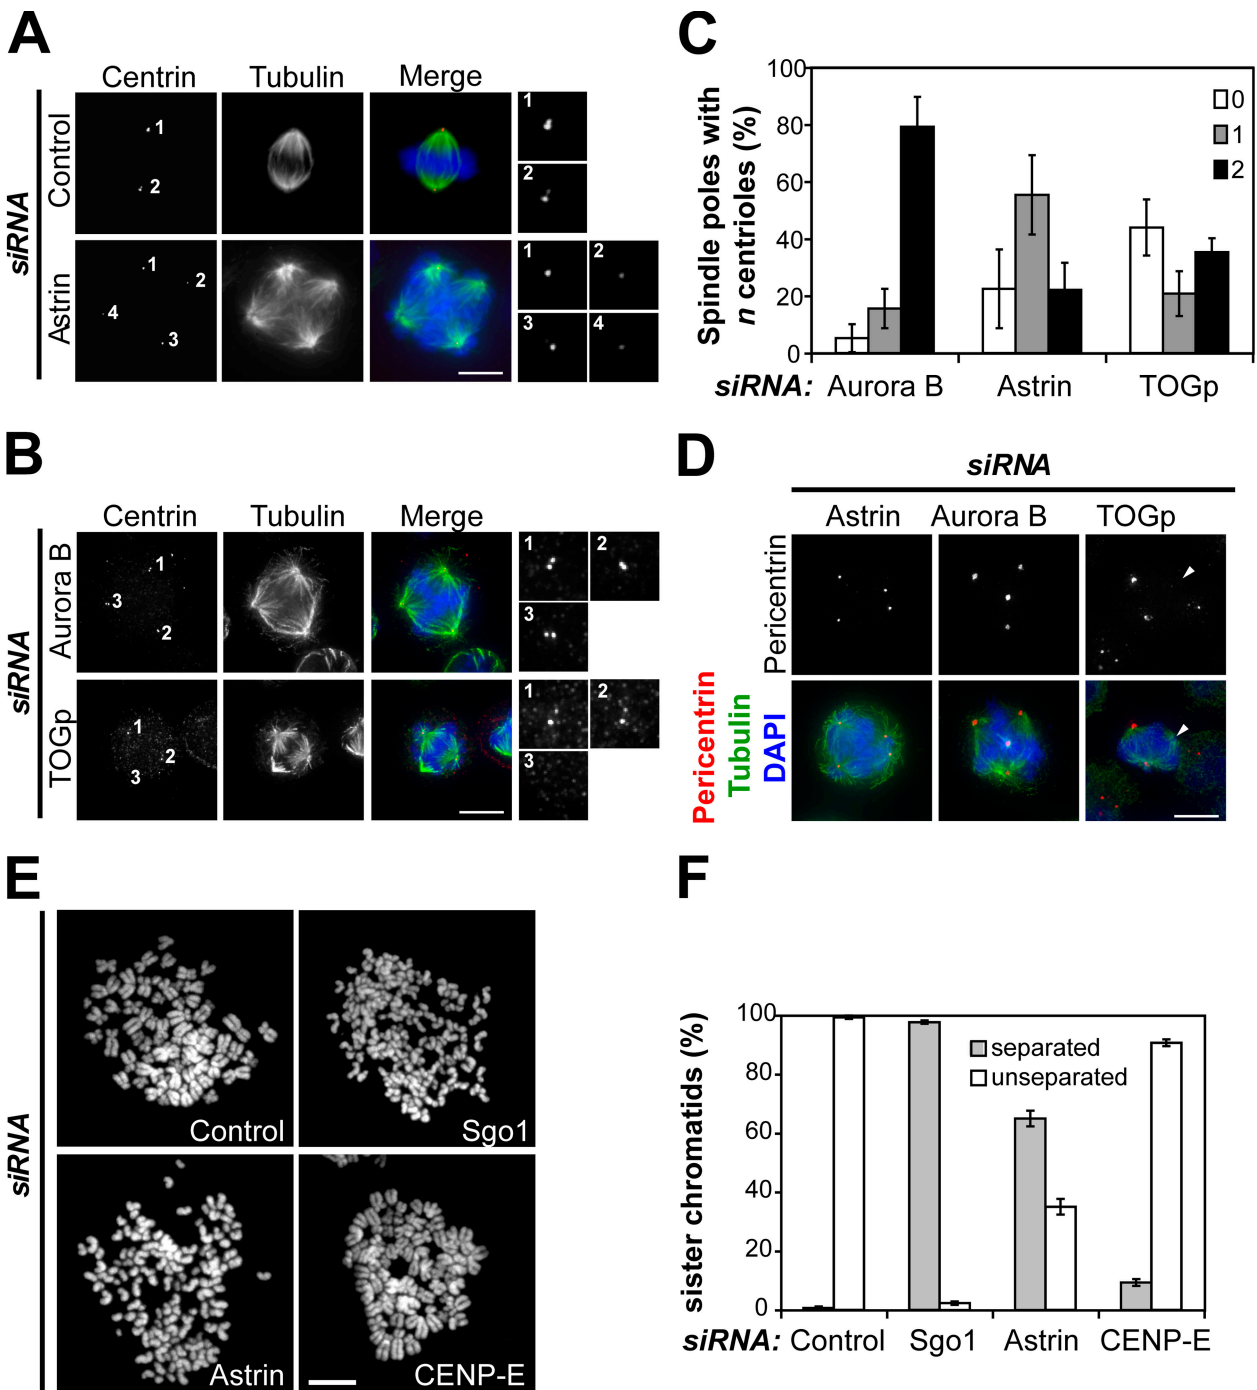 A
Centrin Tubulin Merge
siRNA
Control
1
2
1
2
Astrin
1
2
3
4
1
2
3
4
B
Centrin Tubulin Merge
siRNA
Aurora B
1
2
3
1
2
3
TOGp
1
2
3
1
2
3
C
Spindle poles with
n centrioles (%)
100
80
60
40
20
0
0
1
2
siRNA: Aurora B Astrin TOGp
D
siRNA
Astrin Aurora B TOGp
Pericentrin
Pericentrin
Tubulin
DAPI
E
siRNA
Control
Sgo1
Astrin
CENP-E
F
sister chromatids (%)
100
80
60
40
20
0
separated
unseparated
siRNA: Control Sgo1 Astrin CENP-E